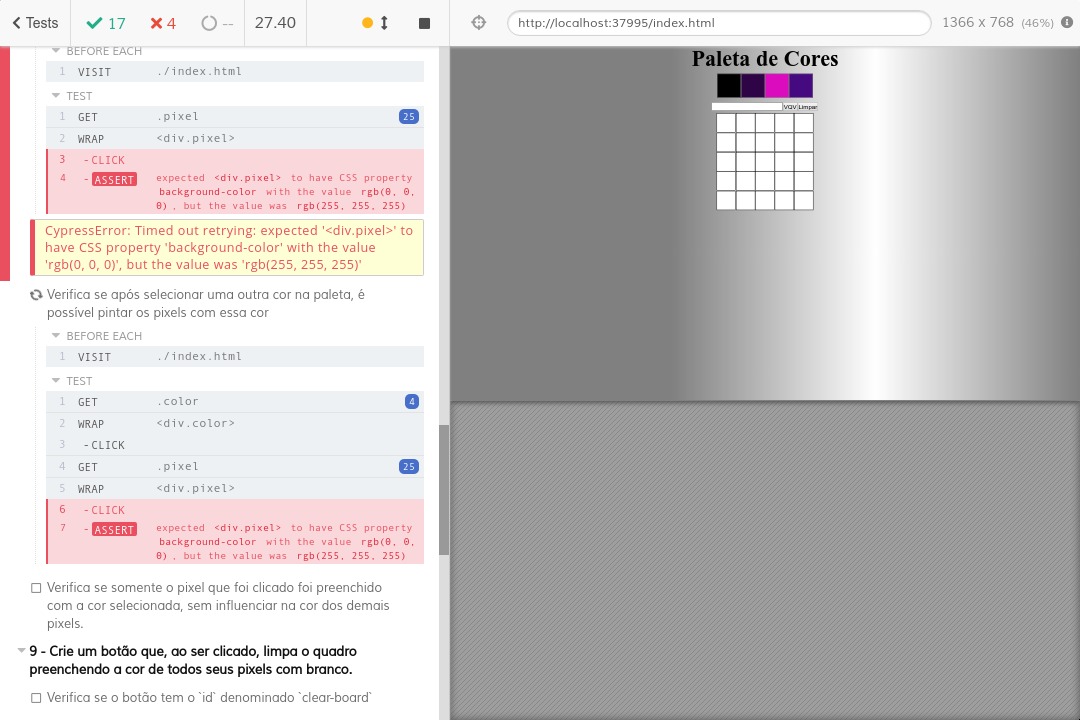 Tests
17
4
--
27.40
http://localhost:37995/index.html
1366 x 768 (46%)
BEFORE EACH
1 VISIT ./index.html
TEST
1 GET .pixel 25
2 WRAP <div.pixel>
3 -CLICK
4 -ASSERT expected <div.pixel> to have CSS property
background-color with the value rgb(0, 0,
0) , but the value was rgb(255, 255, 255)
CypressError: Timed out retrying: expected '<div.pixel>' to
have CSS property 'background-color' with the value
'rgb(0, 0, 0)', but the value was 'rgb(255, 255, 255)'
Verifica se após selecionar uma outra cor na paleta, é
possível pintar os pixels com essa cor
BEFORE EACH
1 VISIT ./index.html
TEST
1 GET .color 4
2 WRAP <div.color>
3 -CLICK
4 GET .pixel 25
5 WRAP <div.pixel>
6 -CLICK
7 -ASSERT expected <div.pixel> to have CSS property
background-color with the value rgb(0, 0,
0) , but the value was rgb(255, 255, 255)
Verifica se somente o pixel que foi clicado foi preenchido
com a cor selecionada, sem influenciar na cor dos demais
pixels.
9 - Crie um botão que, ao ser clicado, limpa o quadro
preenchendo a cor de todos seus pixels com branco.
Verifica se o botão tem o `id` denominado `clear-board`
Paleta de Cores
VQV Limpar